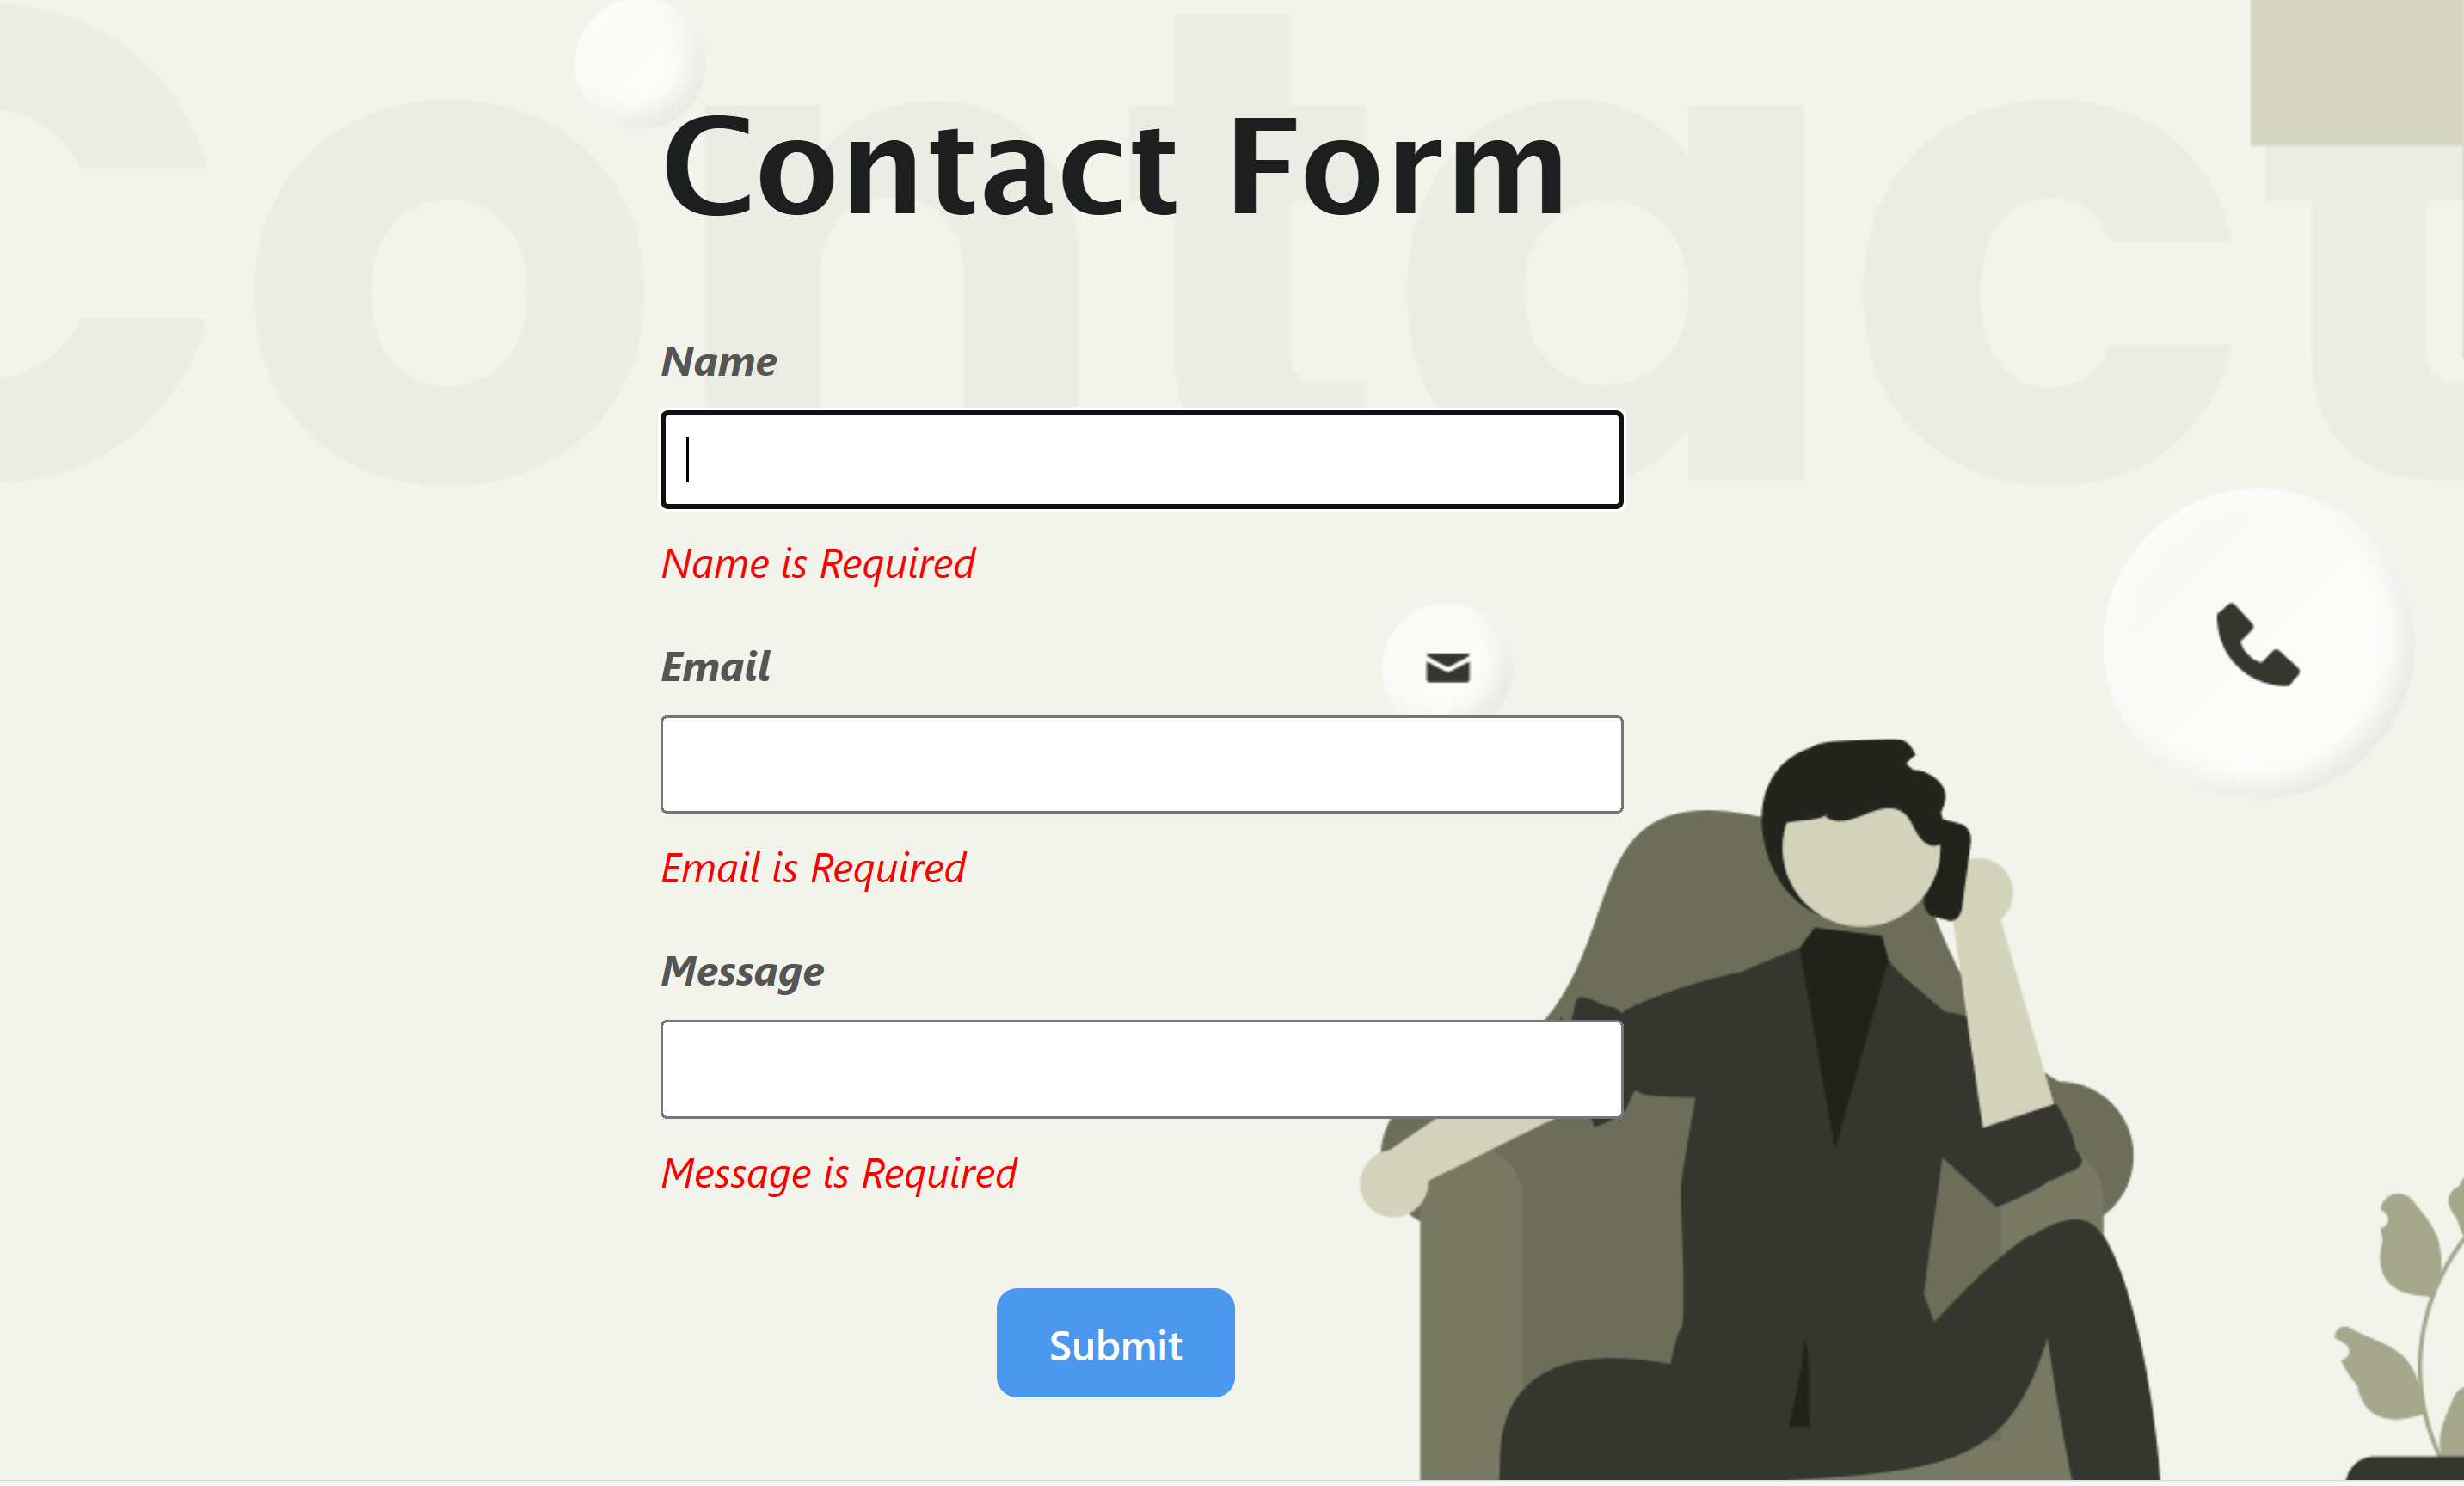 Contact
Contact Form
Name
Name is Required
Email
Email is Required
Message
Message is Required
Submit